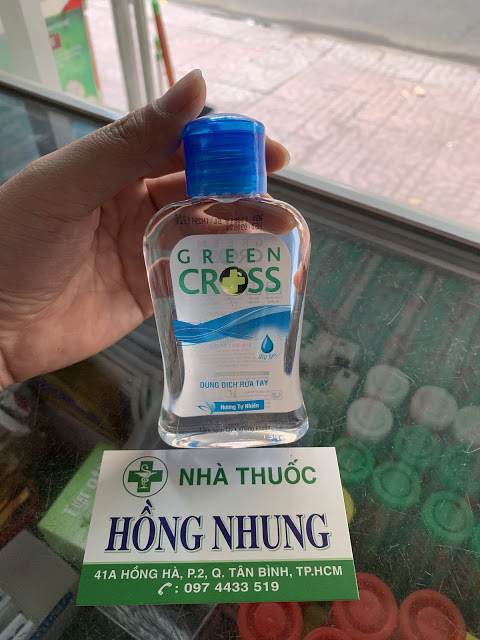 GREEN
CROSS
DUNG DỊCH RỬA TAY
Hương Tự Nhiên
NHÀ THUỐC
HỒNG NHUNG
41A HỒNG HÀ, P.2, Q. TÂN BÌNH, TP.HCM
: 097 4433 519